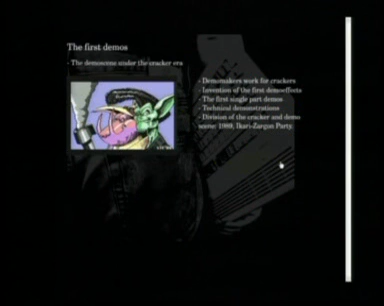 The first demos
- The demoscene under the cracker era
- Demomakers work for crackers
- Invention of the first demoeffects
- The first single part demos
- Technical demonstrations
- Division of the cracker and demo
scene: 1988, Ikari-Zargon Party.